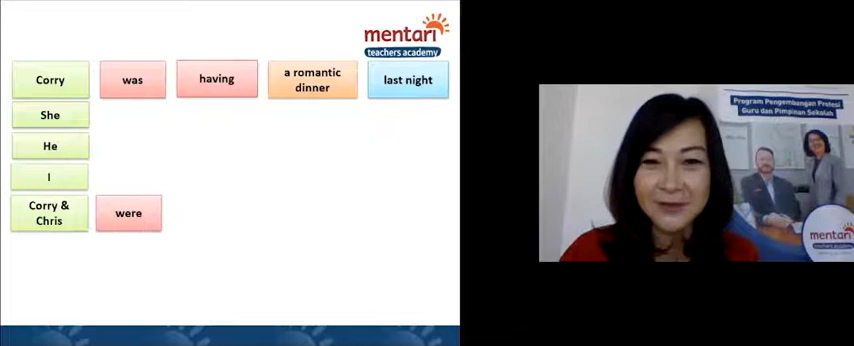 mentari
teachers academy
Corry was having a romantic dinner last night
She
He
I
Corry & Chris were
Program Pengembangan Profesi
Guru dan Pimpinan Sekolah
mentari
teachers academy